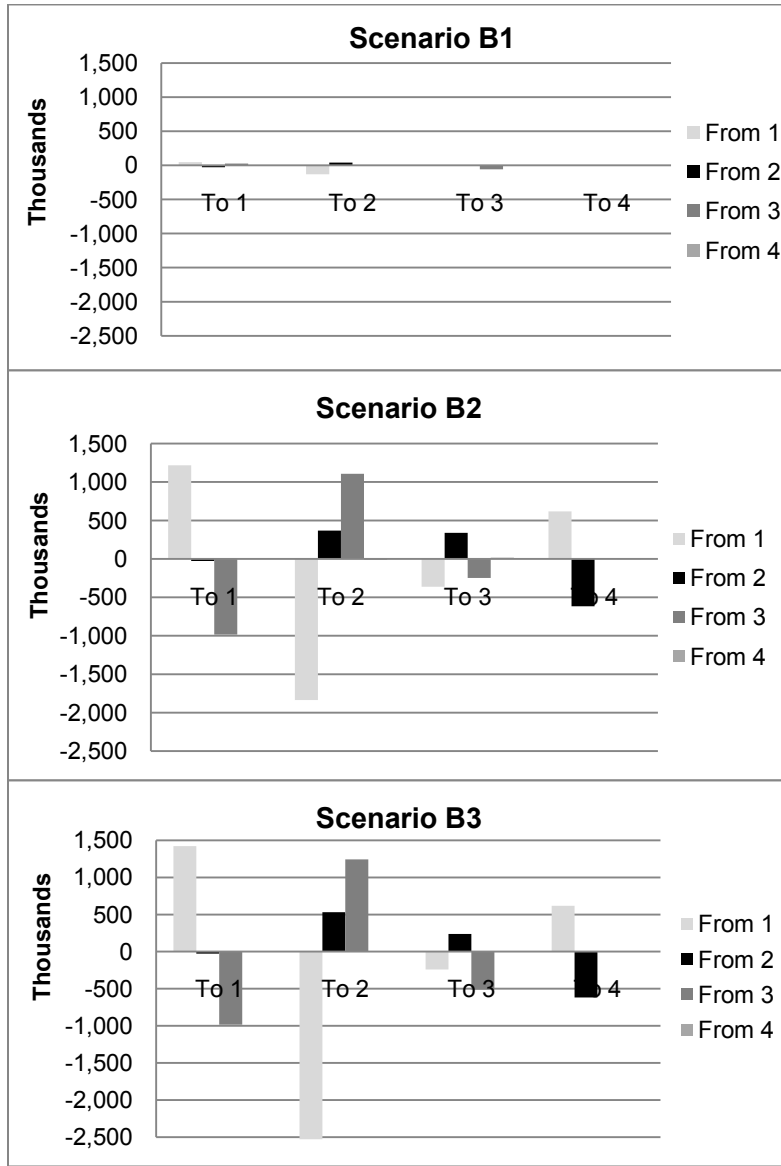 Scenario B1
Thousands
1,500
1,000
500
0
-500
-1,000
-1,500
-2,000
-2,500
To 1
To 2
To 3
To 4
From 1
From 2
From 3
From 4
Scenario B2
Thousands
1,500
1,000
500
0
-500
-1,000
-1,500
-2,000
-2,500
To 1
To 2
To 3
To 4
From 1
From 2
From 3
From 4
Scenario B3
Thousands
1,500
1,000
500
0
-500
-1,000
-1,500
-2,000
-2,500
To 1
To 2
To 3
To 4
From 1
From 2
From 3
From 4